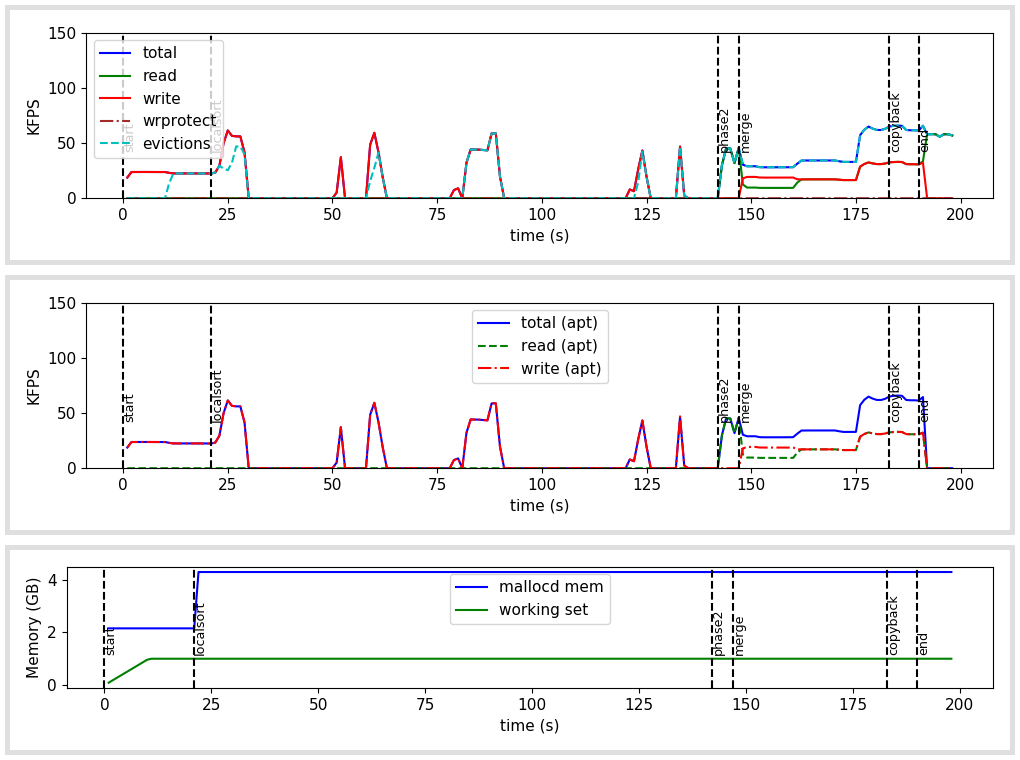 150
100
50
0
KFPS
total
read
write
wrprotect
evictions
start
localsort
phase2
merge
copyback
end
0 25 50 75 100 125 150 175 200
time (s)
150
100
50
0
KFPS
total (apt)
read (apt)
write (apt)
start
localsort
phase2
merge
copyback
end
0 25 50 75 100 125 150 175 200
time (s)
4
2
0
Memory (GB)
mallocd mem
working set
start
localsort
phase2
merge
copyback
end
0 25 50 75 100 125 150 175 200
time (s)